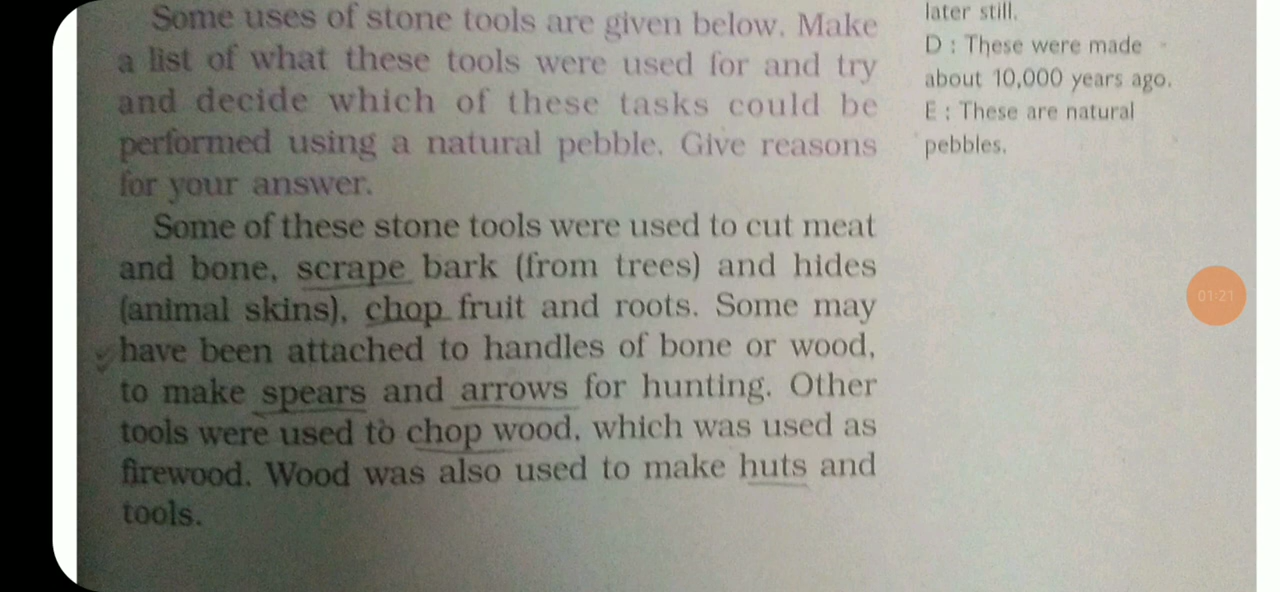 Some uses of stone tools are given below. Make
a list of what these tools were used for and try
and decide which of these tasks could be
performed using a natural pebble. Give reasons
for your answer.
Some of these stone tools were used to cut meat
and bone, scrape bark (from trees) and hides
(animal skins), chop fruit and roots. Some may
have been attached to handles of bone or wood,
to make spears and arrows for hunting. Other
tools were used to chop wood, which was used as
firewood. Wood was also used to make huts and
tools.
later still.
D : These were made
about 10,000 years ago.
E : These are natural
pebbles.
01:21